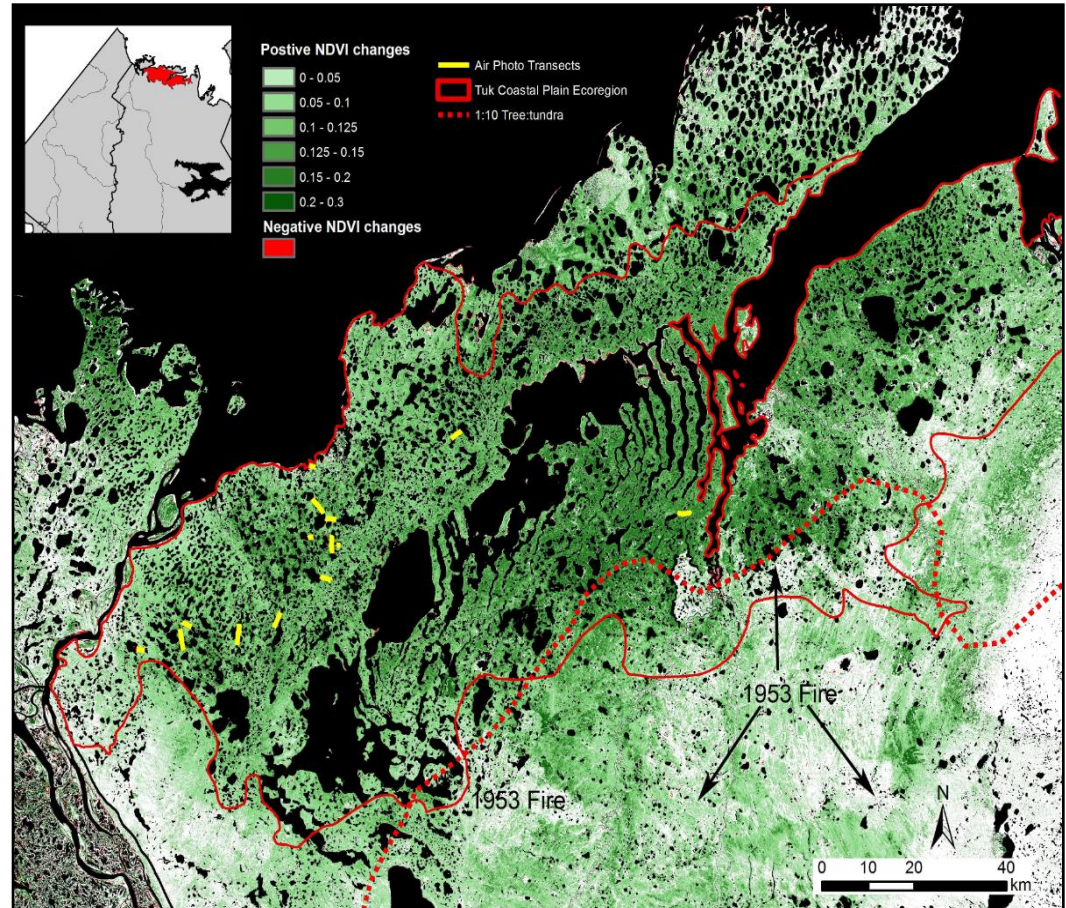 Postive NDVI changes
0 - 0.05
0.05 - 0.1
0.1 - 0.125
0.125 - 0.15
0.15 - 0.2
0.2 - 0.3
Negative NDVI changes
Air Photo Transects
Tuk Coastal Plain Ecoregion
1:10 Tree:tundra
1953 Fire
1953 Fire
N
0 10 20 40
km